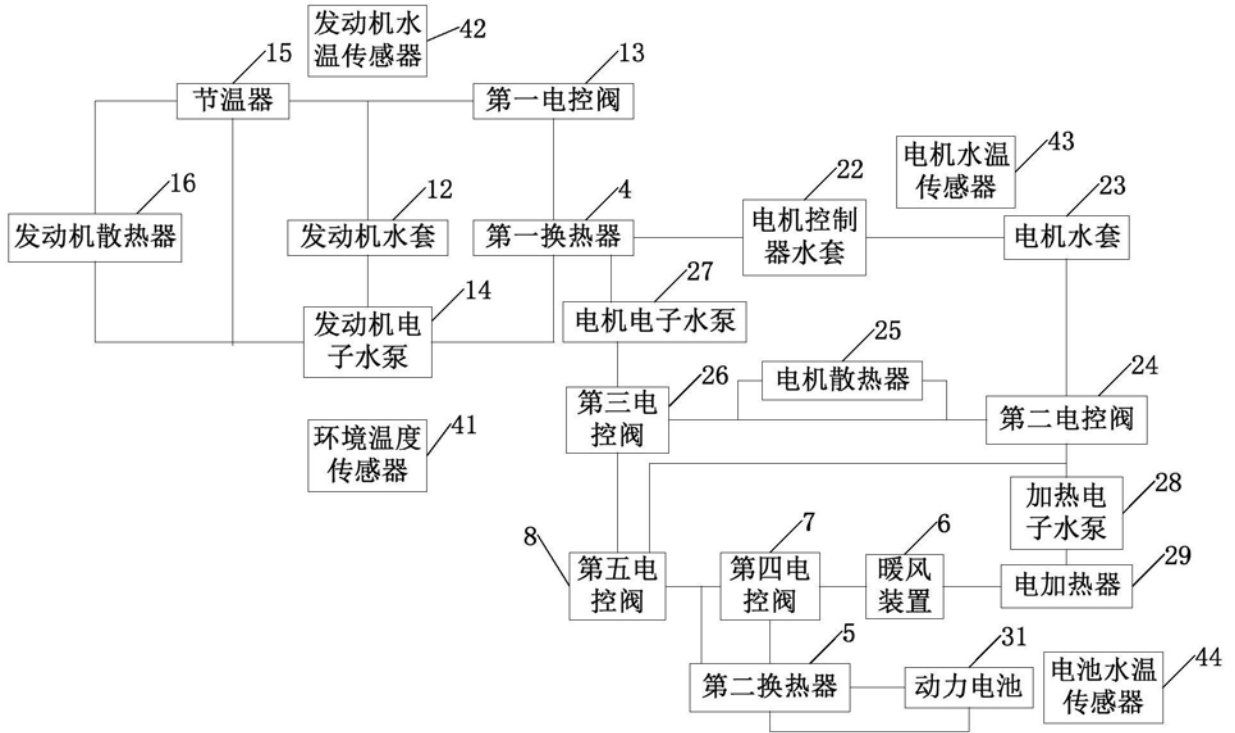 发动机水
温传感器
42
15
节温器
13
第一电控阀
16
发动机散热器
12
发动机水套
4
第一换热器
22
电机控制
器水套
电机水温
传感器
43
23
电机水套
14
发动机电
子水泵
27
电机电子水泵
25
电机散热器
26
第三电
控阀
24
第二电控阀
环境温度
传感器
41
加热电
子水泵
28
8
第五电
控阀
7
第四电
控阀
6
暖风
装置
电加热器
29
5
第二换热器
31
动力电池
电池水温
传感器
44